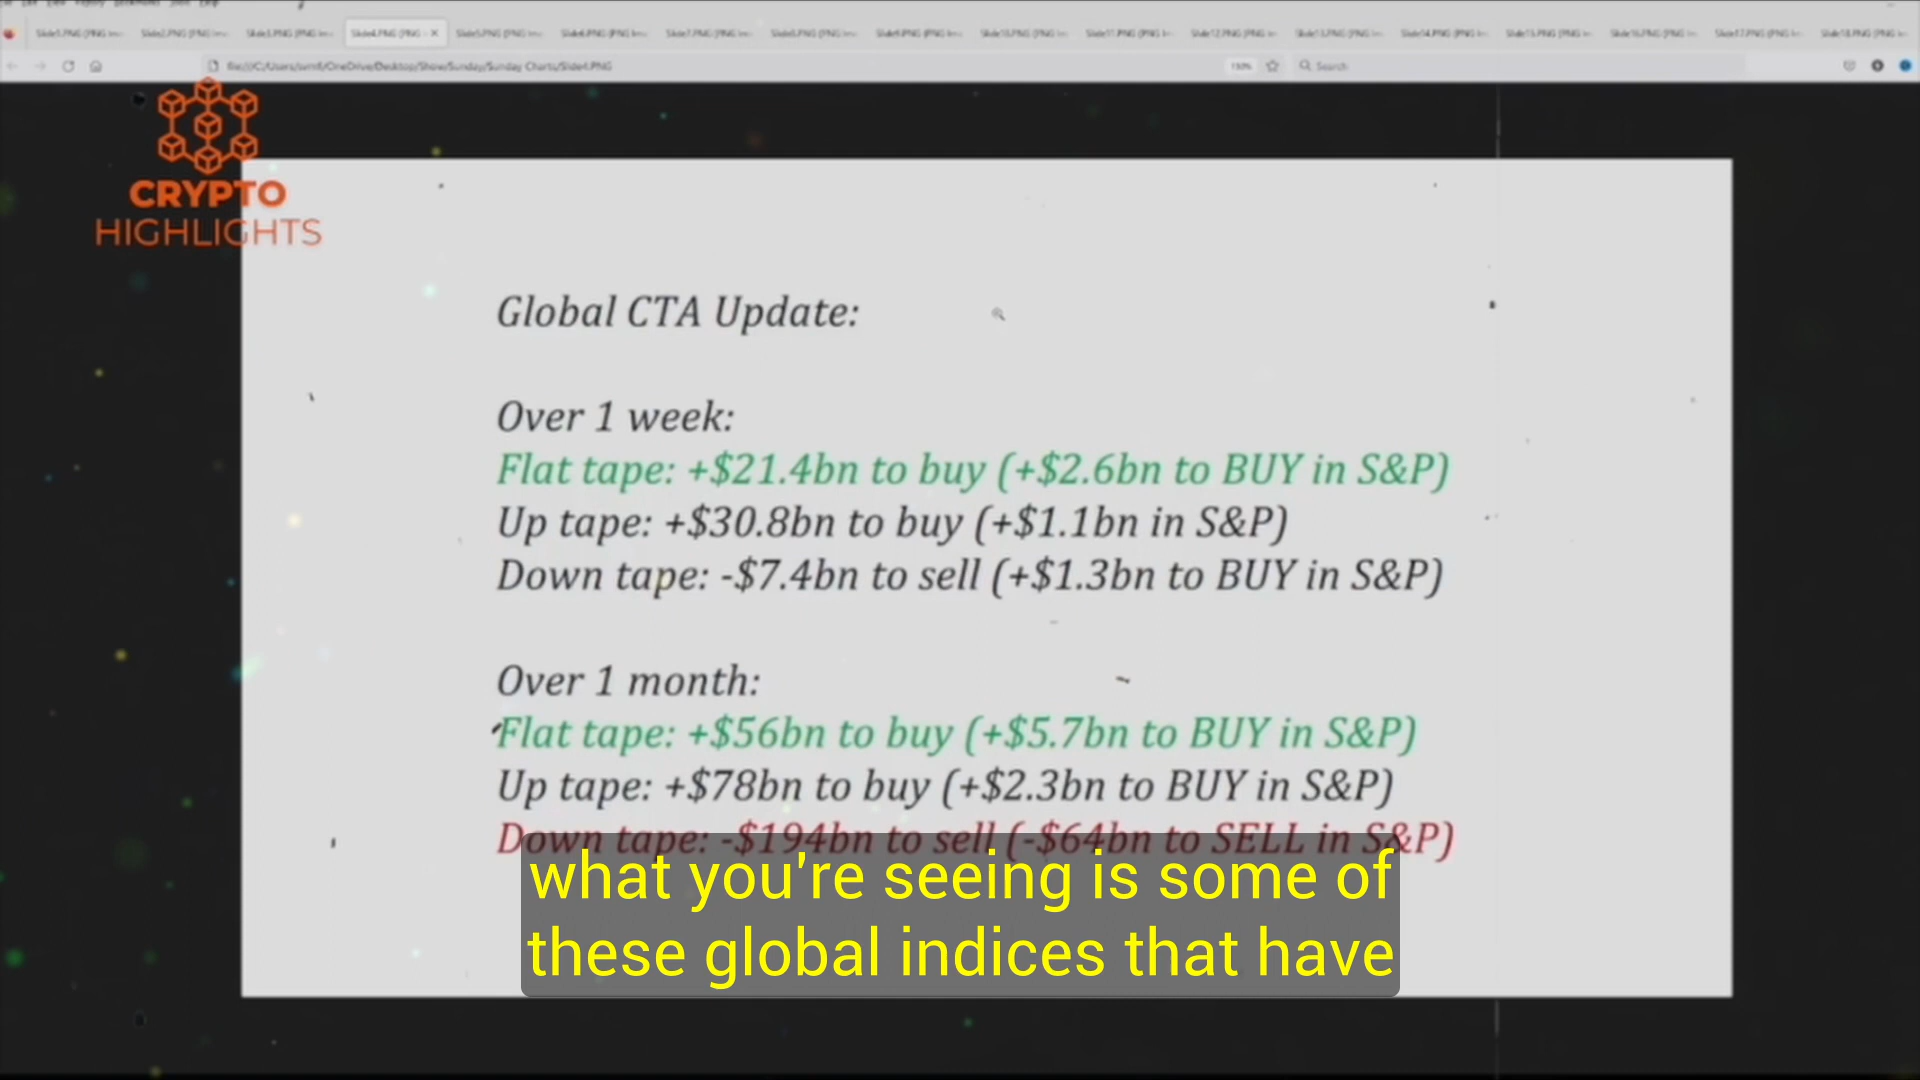 Slide4.PNG (PNG
Search
CRYPTO
HIGHLIGHTS
Global CTA Update:
Over 1 week:
Flat tape: +$21.4bn to buy (+$2.6bn to BUY in S&P)
Up tape: +$30.8bn to buy (+$1.1bn in S&P)
Down tape: -$7.4bn to sell (+$1.3bn to BUY in S&P)
Over 1 month:
Flat tape: +$56bn to buy (+$5.7bn to BUY in S&P)
Up tape: +$78bn to buy (+$2.3bn to BUY in S&P)
Down tape: -$194bn to sell (-$64bn to SELL in S&P)
what you're seeing is some of
these global indices that have